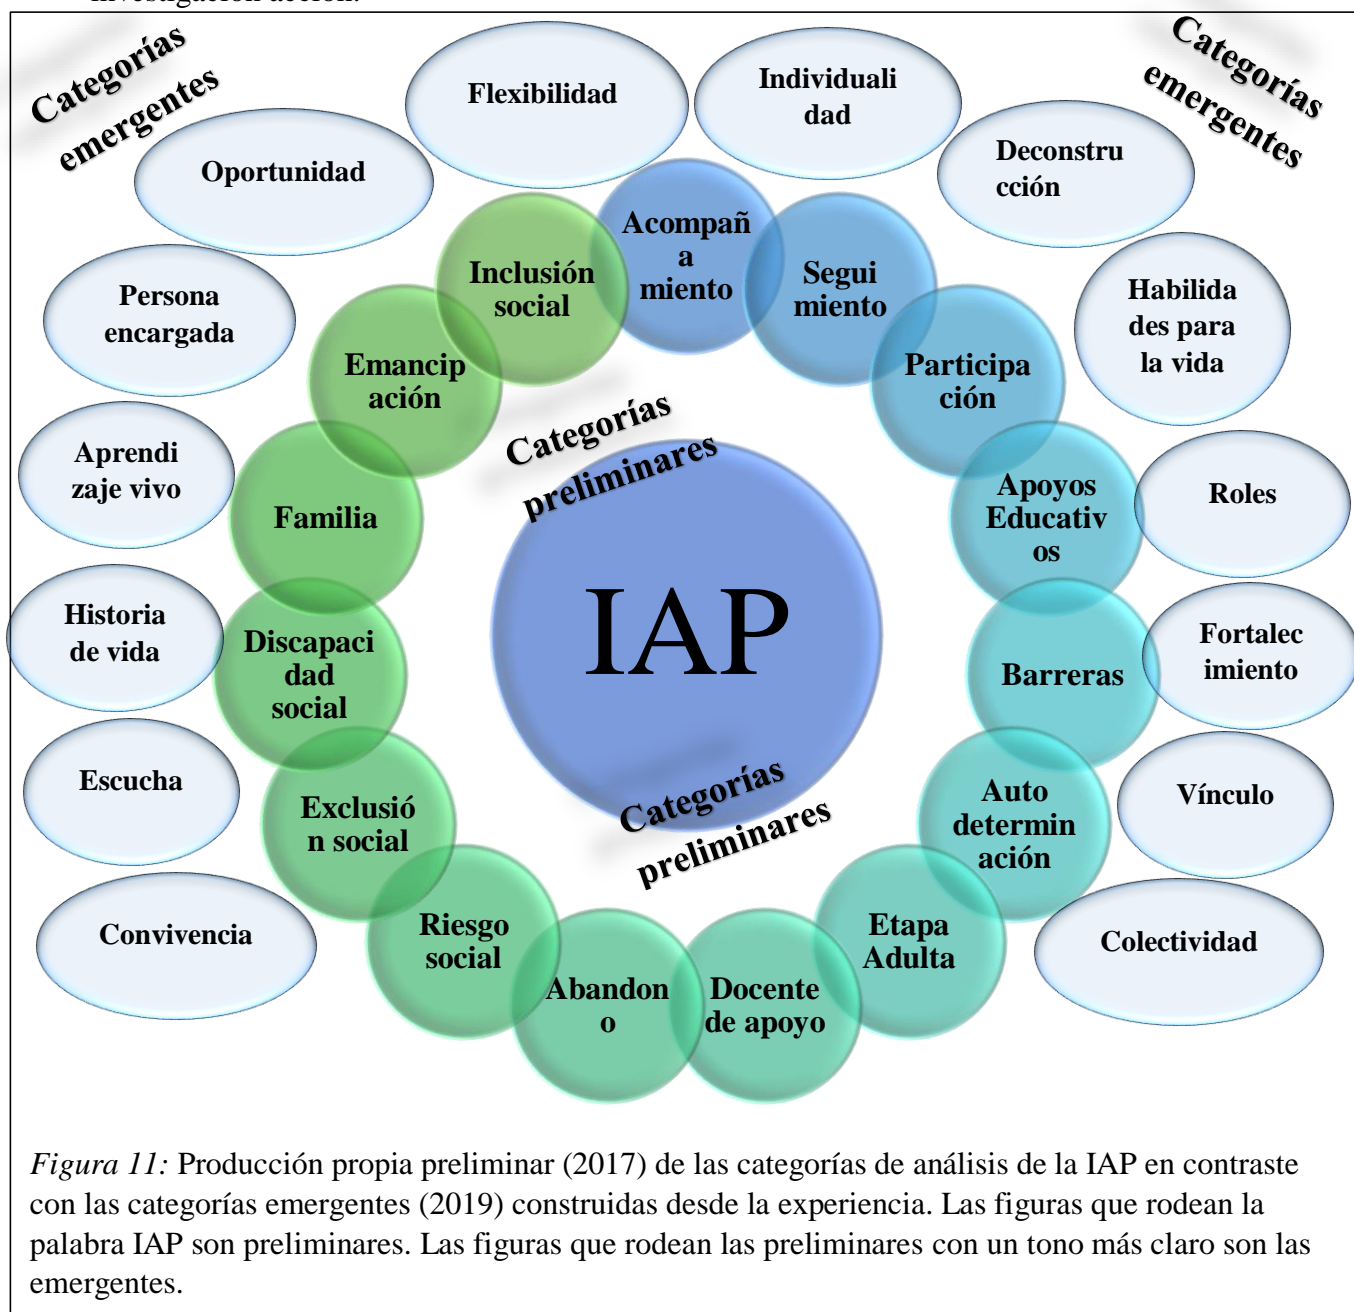 investigación acción.
Categorías
emergentes
Categorías
emergentes
Flexibilidad
Individuali
dad
Oportunidad
Deconstru
cción
Persona
encargada
Habilida
des para
la vida
Aprendi
zaje vivo
Roles
Historia
de vida
Fortalec
imiento
Escucha
Vínculo
Convivencia
Colectividad
Acompañ
a
miento
Segui
miento
Participa
ción
Apoyos
Educativ
os
Barreras
Auto
determin
ación
Etapa
Adulta
Docente
de apoyo
Abandon
o
Riesgo
social
Exclusió
n social
Discapaci
dad
social
Familia
Emancip
ación
Inclusión
social
Categorías
preliminares
IAP
Categorías
preliminares
Figura 11: Producción propia preliminar (2017) de las categorías de análisis de la IAP en contraste
con las categorías emergentes (2019) construidas desde la experiencia. Las figuras que rodean la
palabra IAP son preliminares. Las figuras que rodean las preliminares con un tono más claro son las
emergentes.